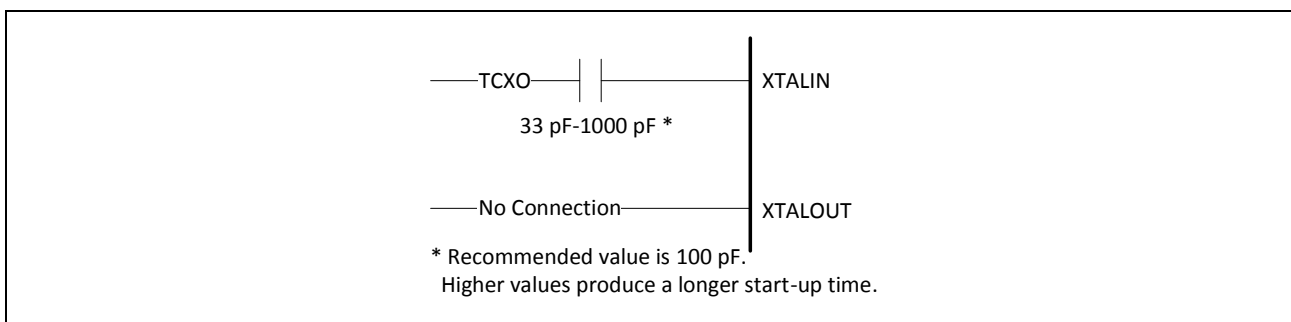 TCXO
XTALIN
33 pF-1000 pF *
No Connection
XTALOUT
* Recommended value is 100 pF.
Higher values produce a longer start-up time.